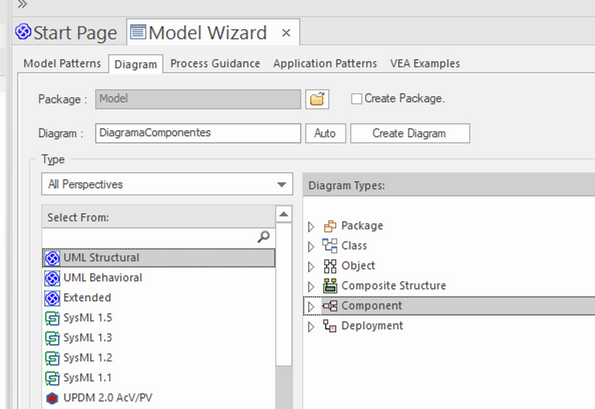 Start Page Model Wizard
Model Patterns Diagram Process Guidance Application Patterns VEA Examples
Package : Model Create Package.
Diagram : DiagramaComponentes Auto Create Diagram
Type
All Perspectives
Diagram Types:
Select From:
Package
Class
Object
Composite Structure
Component
Deployment
UML Structural
UML Behavioral
Extended
SysML 1.5
SysML 1.3
SysML 1.2
SysML 1.1
UPDM 2.0 AcV/PV